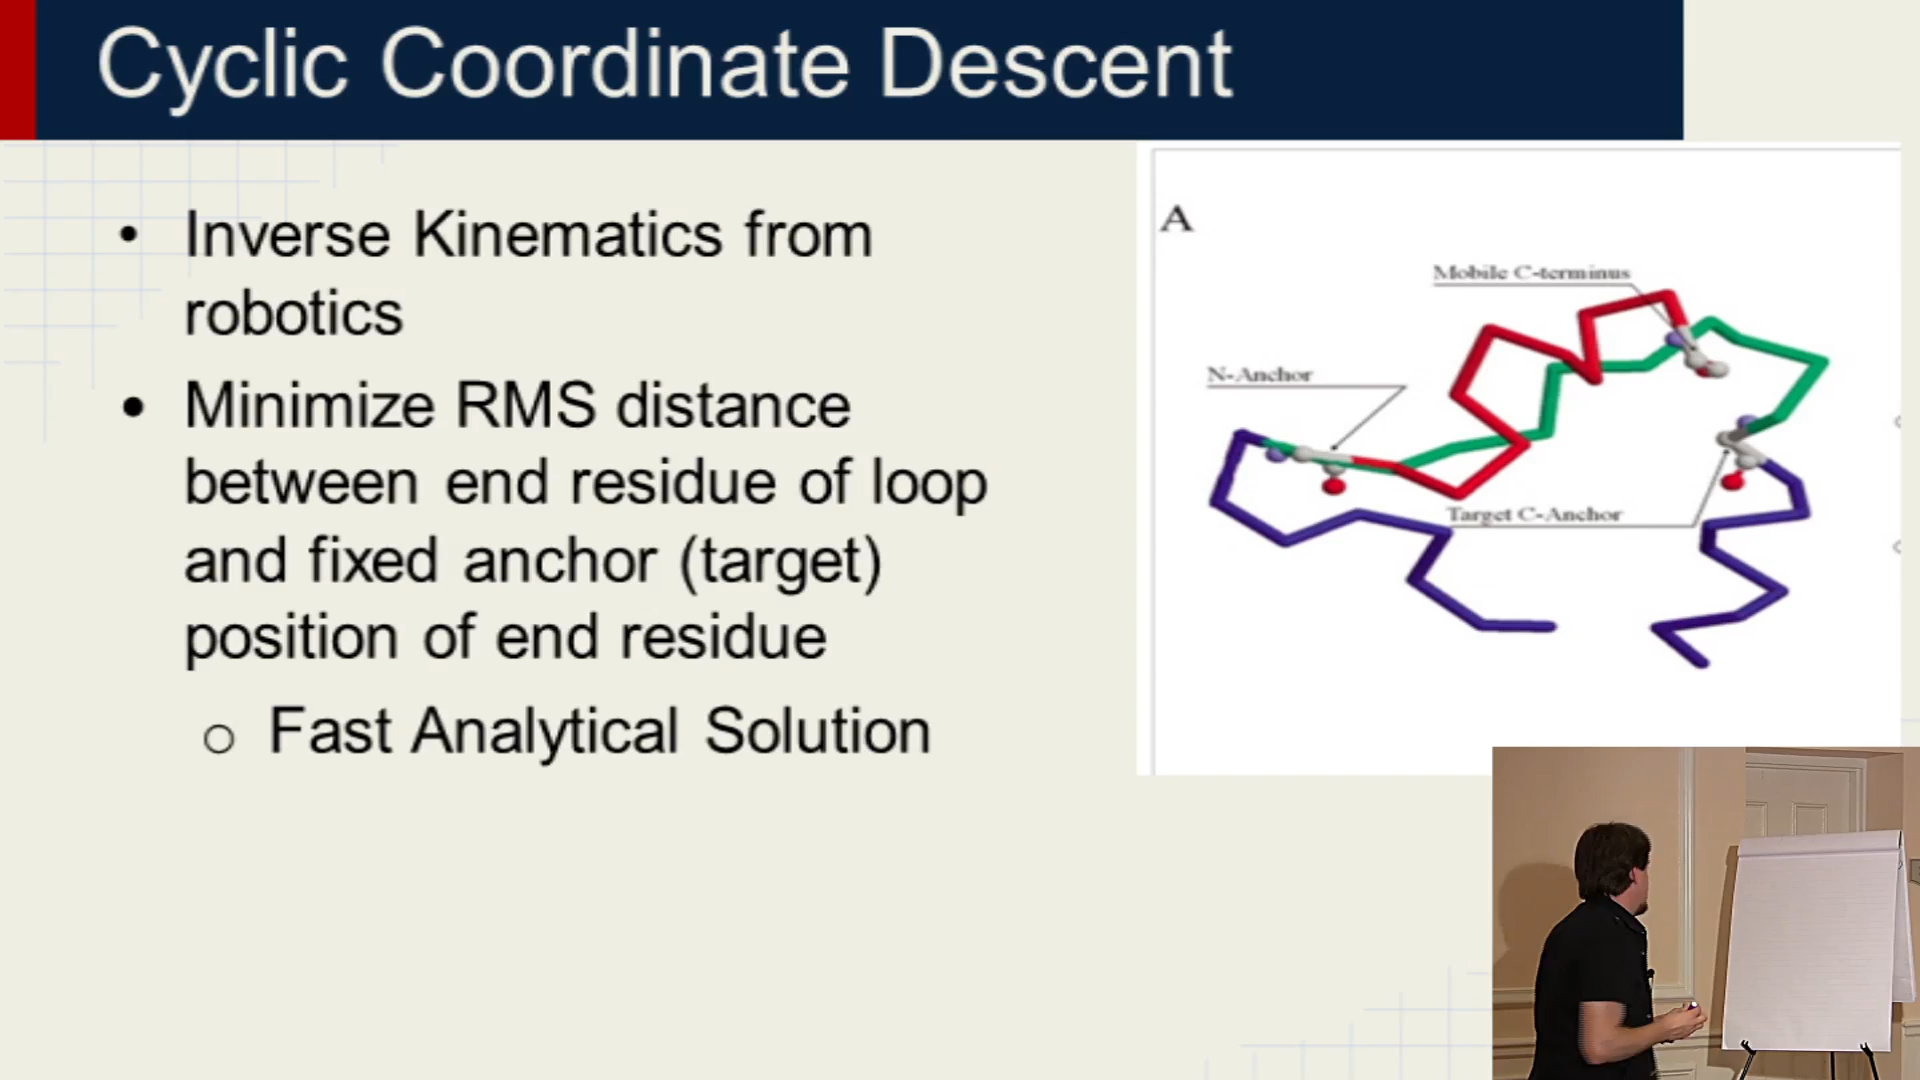 Cyclic Coordinate Descent
• Inverse Kinematics from
robotics
• Minimize RMS distance
between end residue of loop
and fixed anchor (target)
position of end residue
o Fast Analytical Solution
A
Mobile C-terminus
N-Anchor
Target C-Anchor